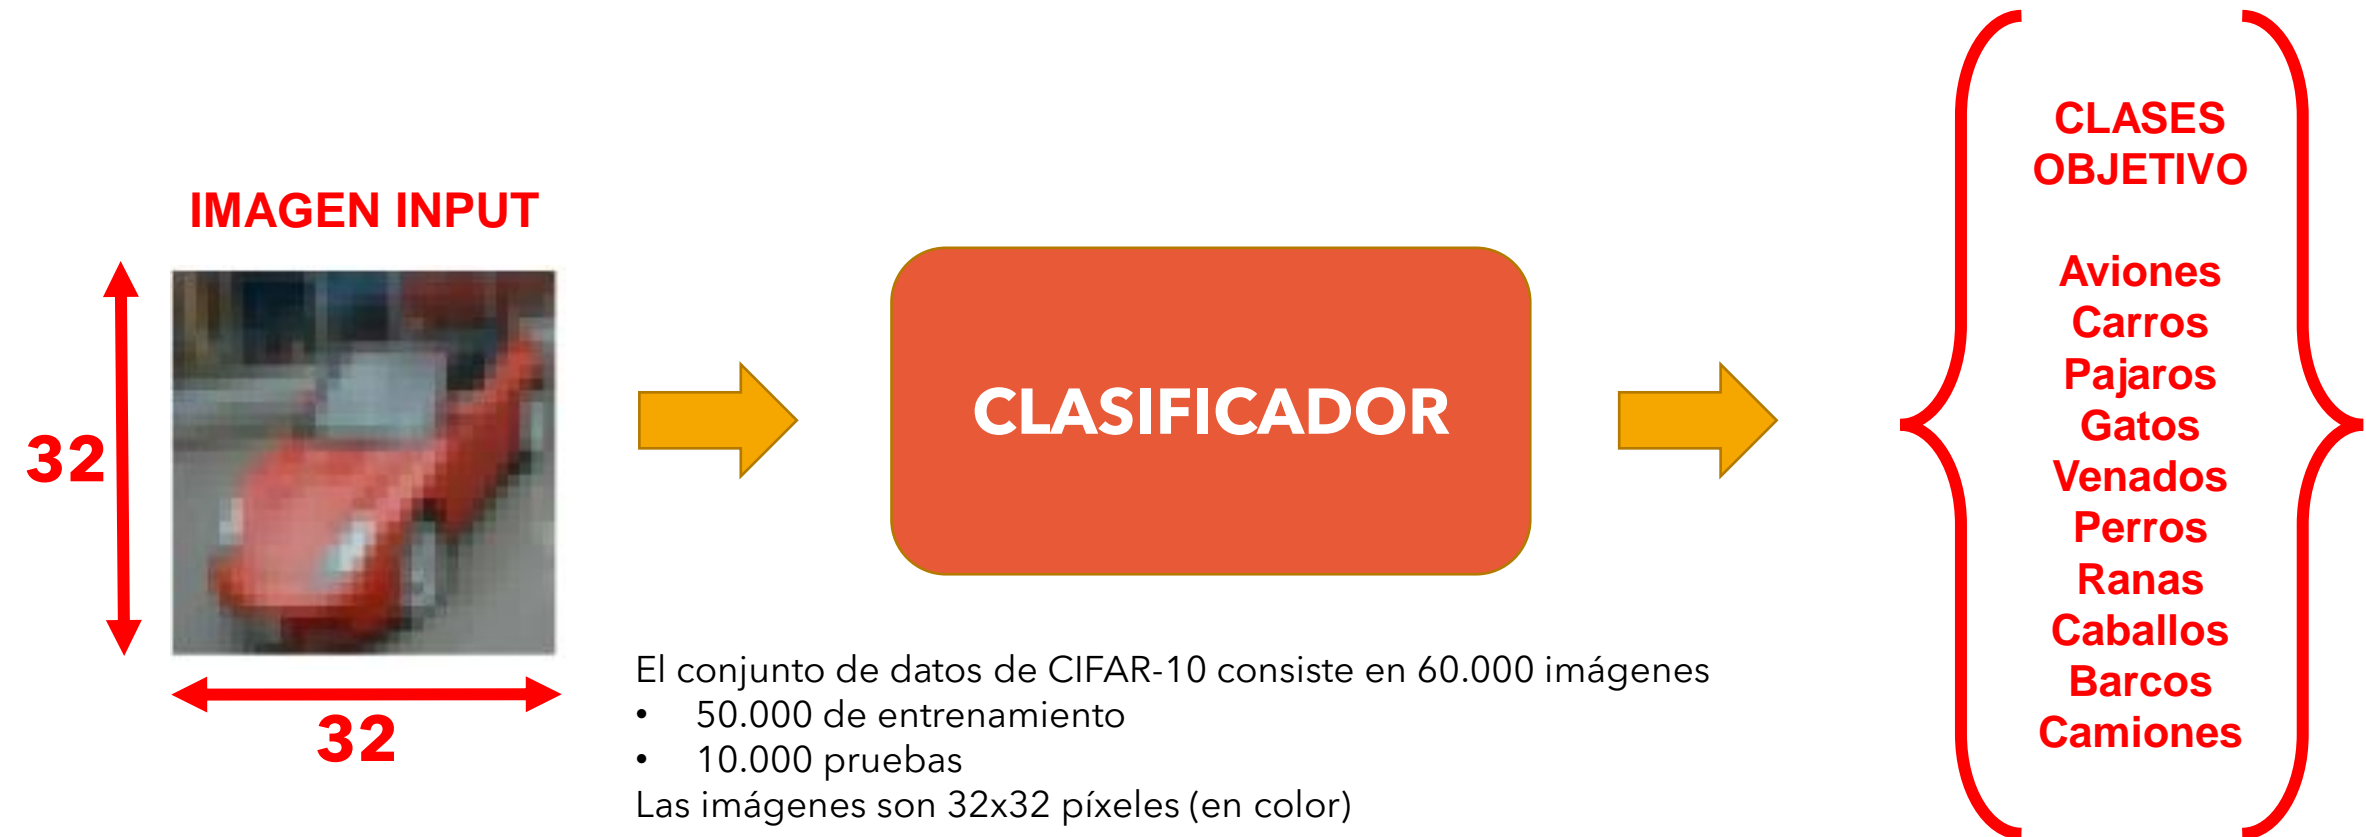 IMAGEN INPUT
32
32
CLASIFICADOR
El conjunto de datos de CIFAR-10 consiste en 60.000 imágenes
• 50.000 de entrenamiento
• 10.000 pruebas
Las imágenes son 32x32 píxeles (en color)
CLASES
OBJETIVO
Aviones
Carros
Pajaros
Gatos
Venados
Perros
Ranas
Caballos
Barcos
Camiones